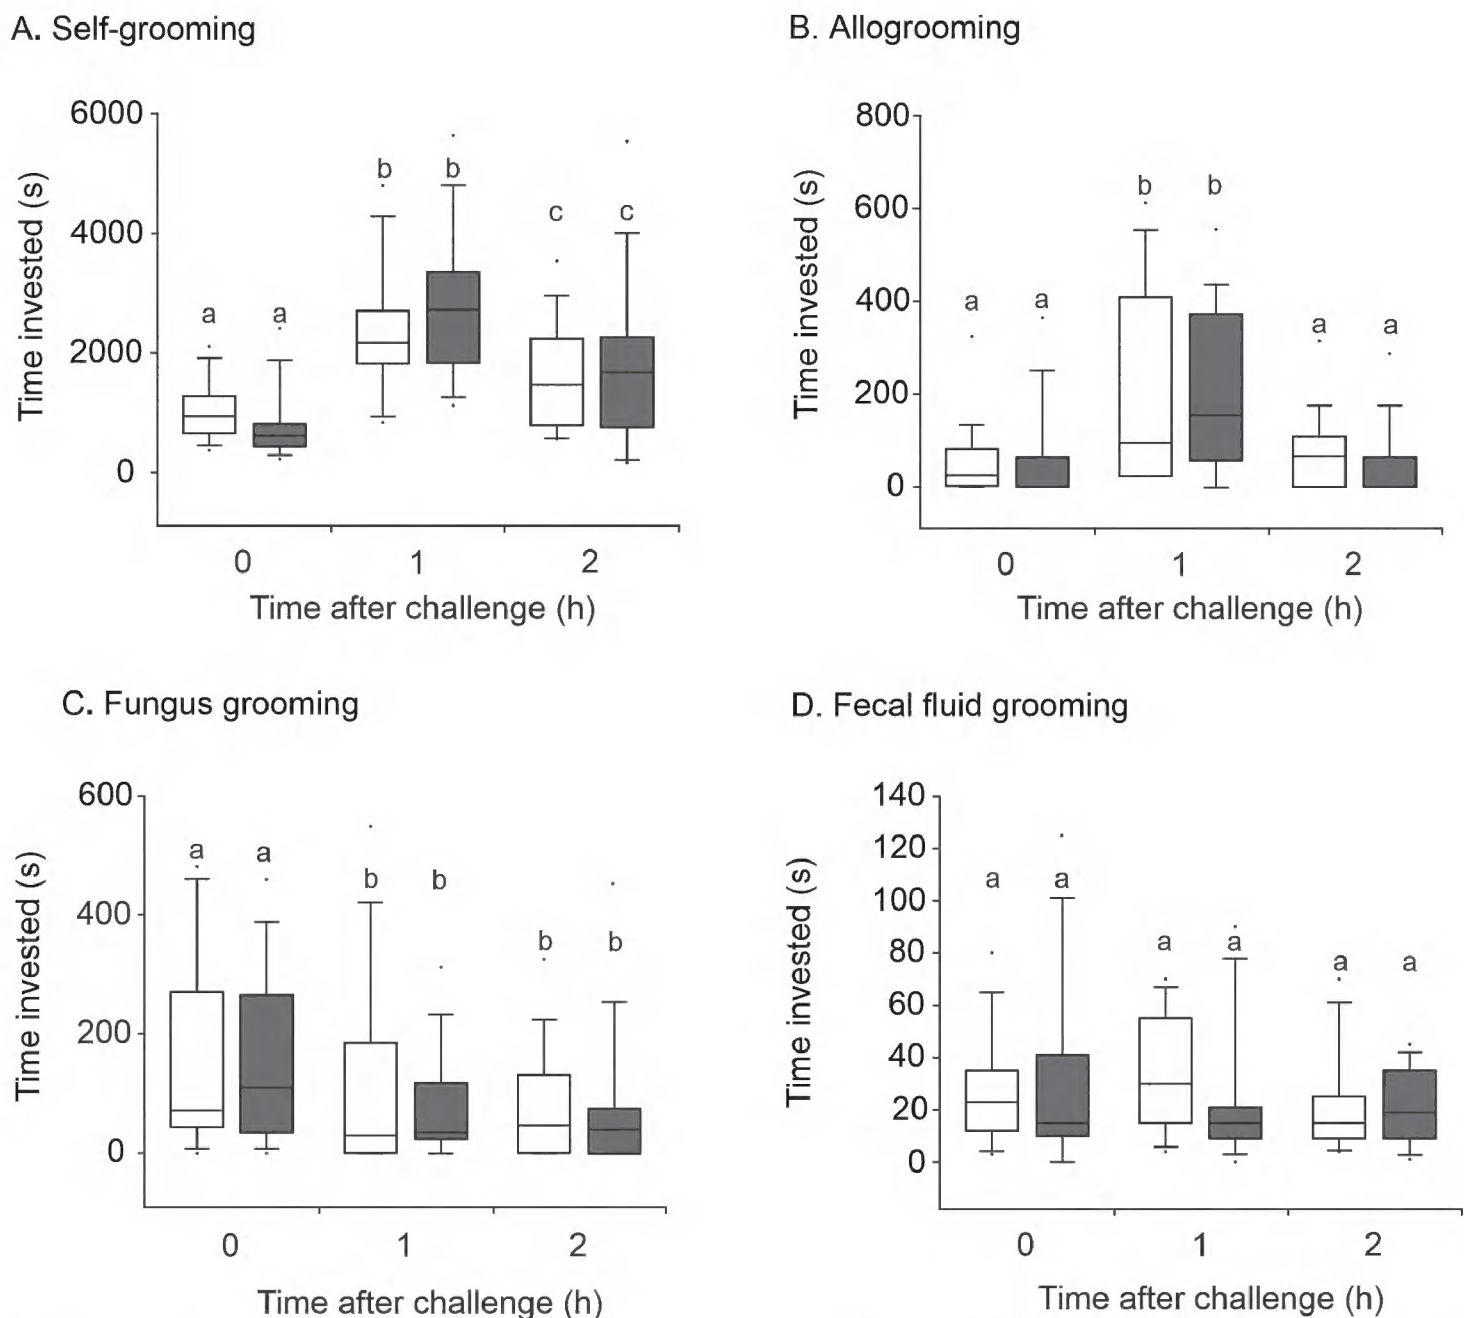 A. Self-grooming
6000
4000
2000
0
Time invested (s)
a a b b c c
0 1 2
Time after challenge (h)
B. Allogrooming
800
600
400
200
0
Time invested (s)
a a b b a a
0 1 2
Time after challenge (h)
C. Fungus grooming
600
400
200
0
Time invested (s)
a a b b b b
0 1 2
Time after challenge (h)
D. Fecal fluid grooming
140
120
100
80
60
40
20
0
Time invested (s)
a a a a a a
0 1 2
Time after challenge (h)